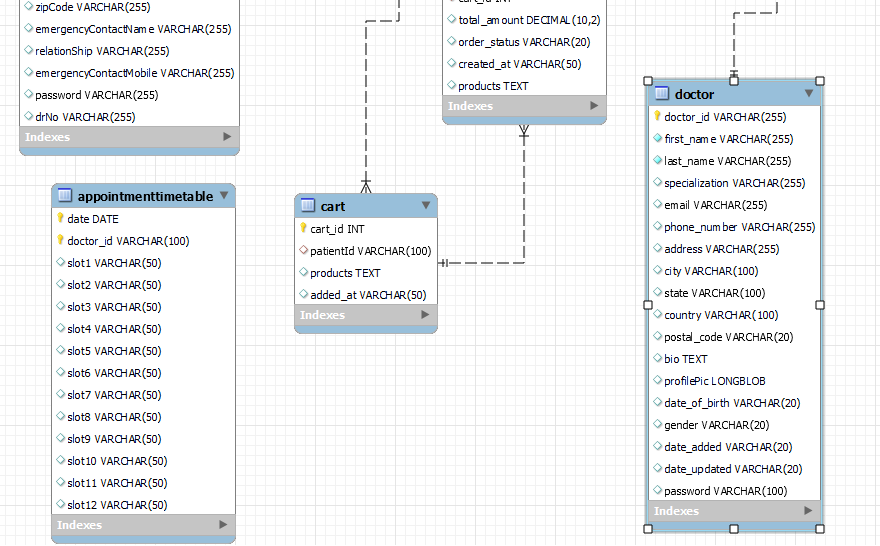 zipCode VARCHAR(255)
emergencyContactName VARCHAR(255)
relationShip VARCHAR(255)
emergencyContactMobile VARCHAR(255)
password VARCHAR(255)
drNo VARCHAR(255)
Indexes
appointmenttimetable
date DATE
doctor_id VARCHAR(100)
slot1 VARCHAR(50)
slot2 VARCHAR(50)
slot3 VARCHAR(50)
slot4 VARCHAR(50)
slot5 VARCHAR(50)
slot6 VARCHAR(50)
slot7 VARCHAR(50)
slot8 VARCHAR(50)
slot9 VARCHAR(50)
slot10 VARCHAR(50)
slot11 VARCHAR(50)
slot12 VARCHAR(50)
Indexes
cart_id INT
total_amount DECIMAL(10,2)
order_status VARCHAR(20)
created_at VARCHAR(50)
products TEXT
Indexes
cart
cart_id INT
patientId VARCHAR(100)
products TEXT
added_at VARCHAR(50)
Indexes
doctor
doctor_id VARCHAR(255)
first_name VARCHAR(255)
last_name VARCHAR(255)
specialization VARCHAR(255)
email VARCHAR(255)
phone_number VARCHAR(255)
address VARCHAR(255)
city VARCHAR(100)
state VARCHAR(100)
country VARCHAR(100)
postal_code VARCHAR(20)
bio TEXT
profilePic LONGBLOB
date_of_birth VARCHAR(20)
gender VARCHAR(20)
date_added VARCHAR(20)
date_updated VARCHAR(20)
password VARCHAR(100)
Indexes